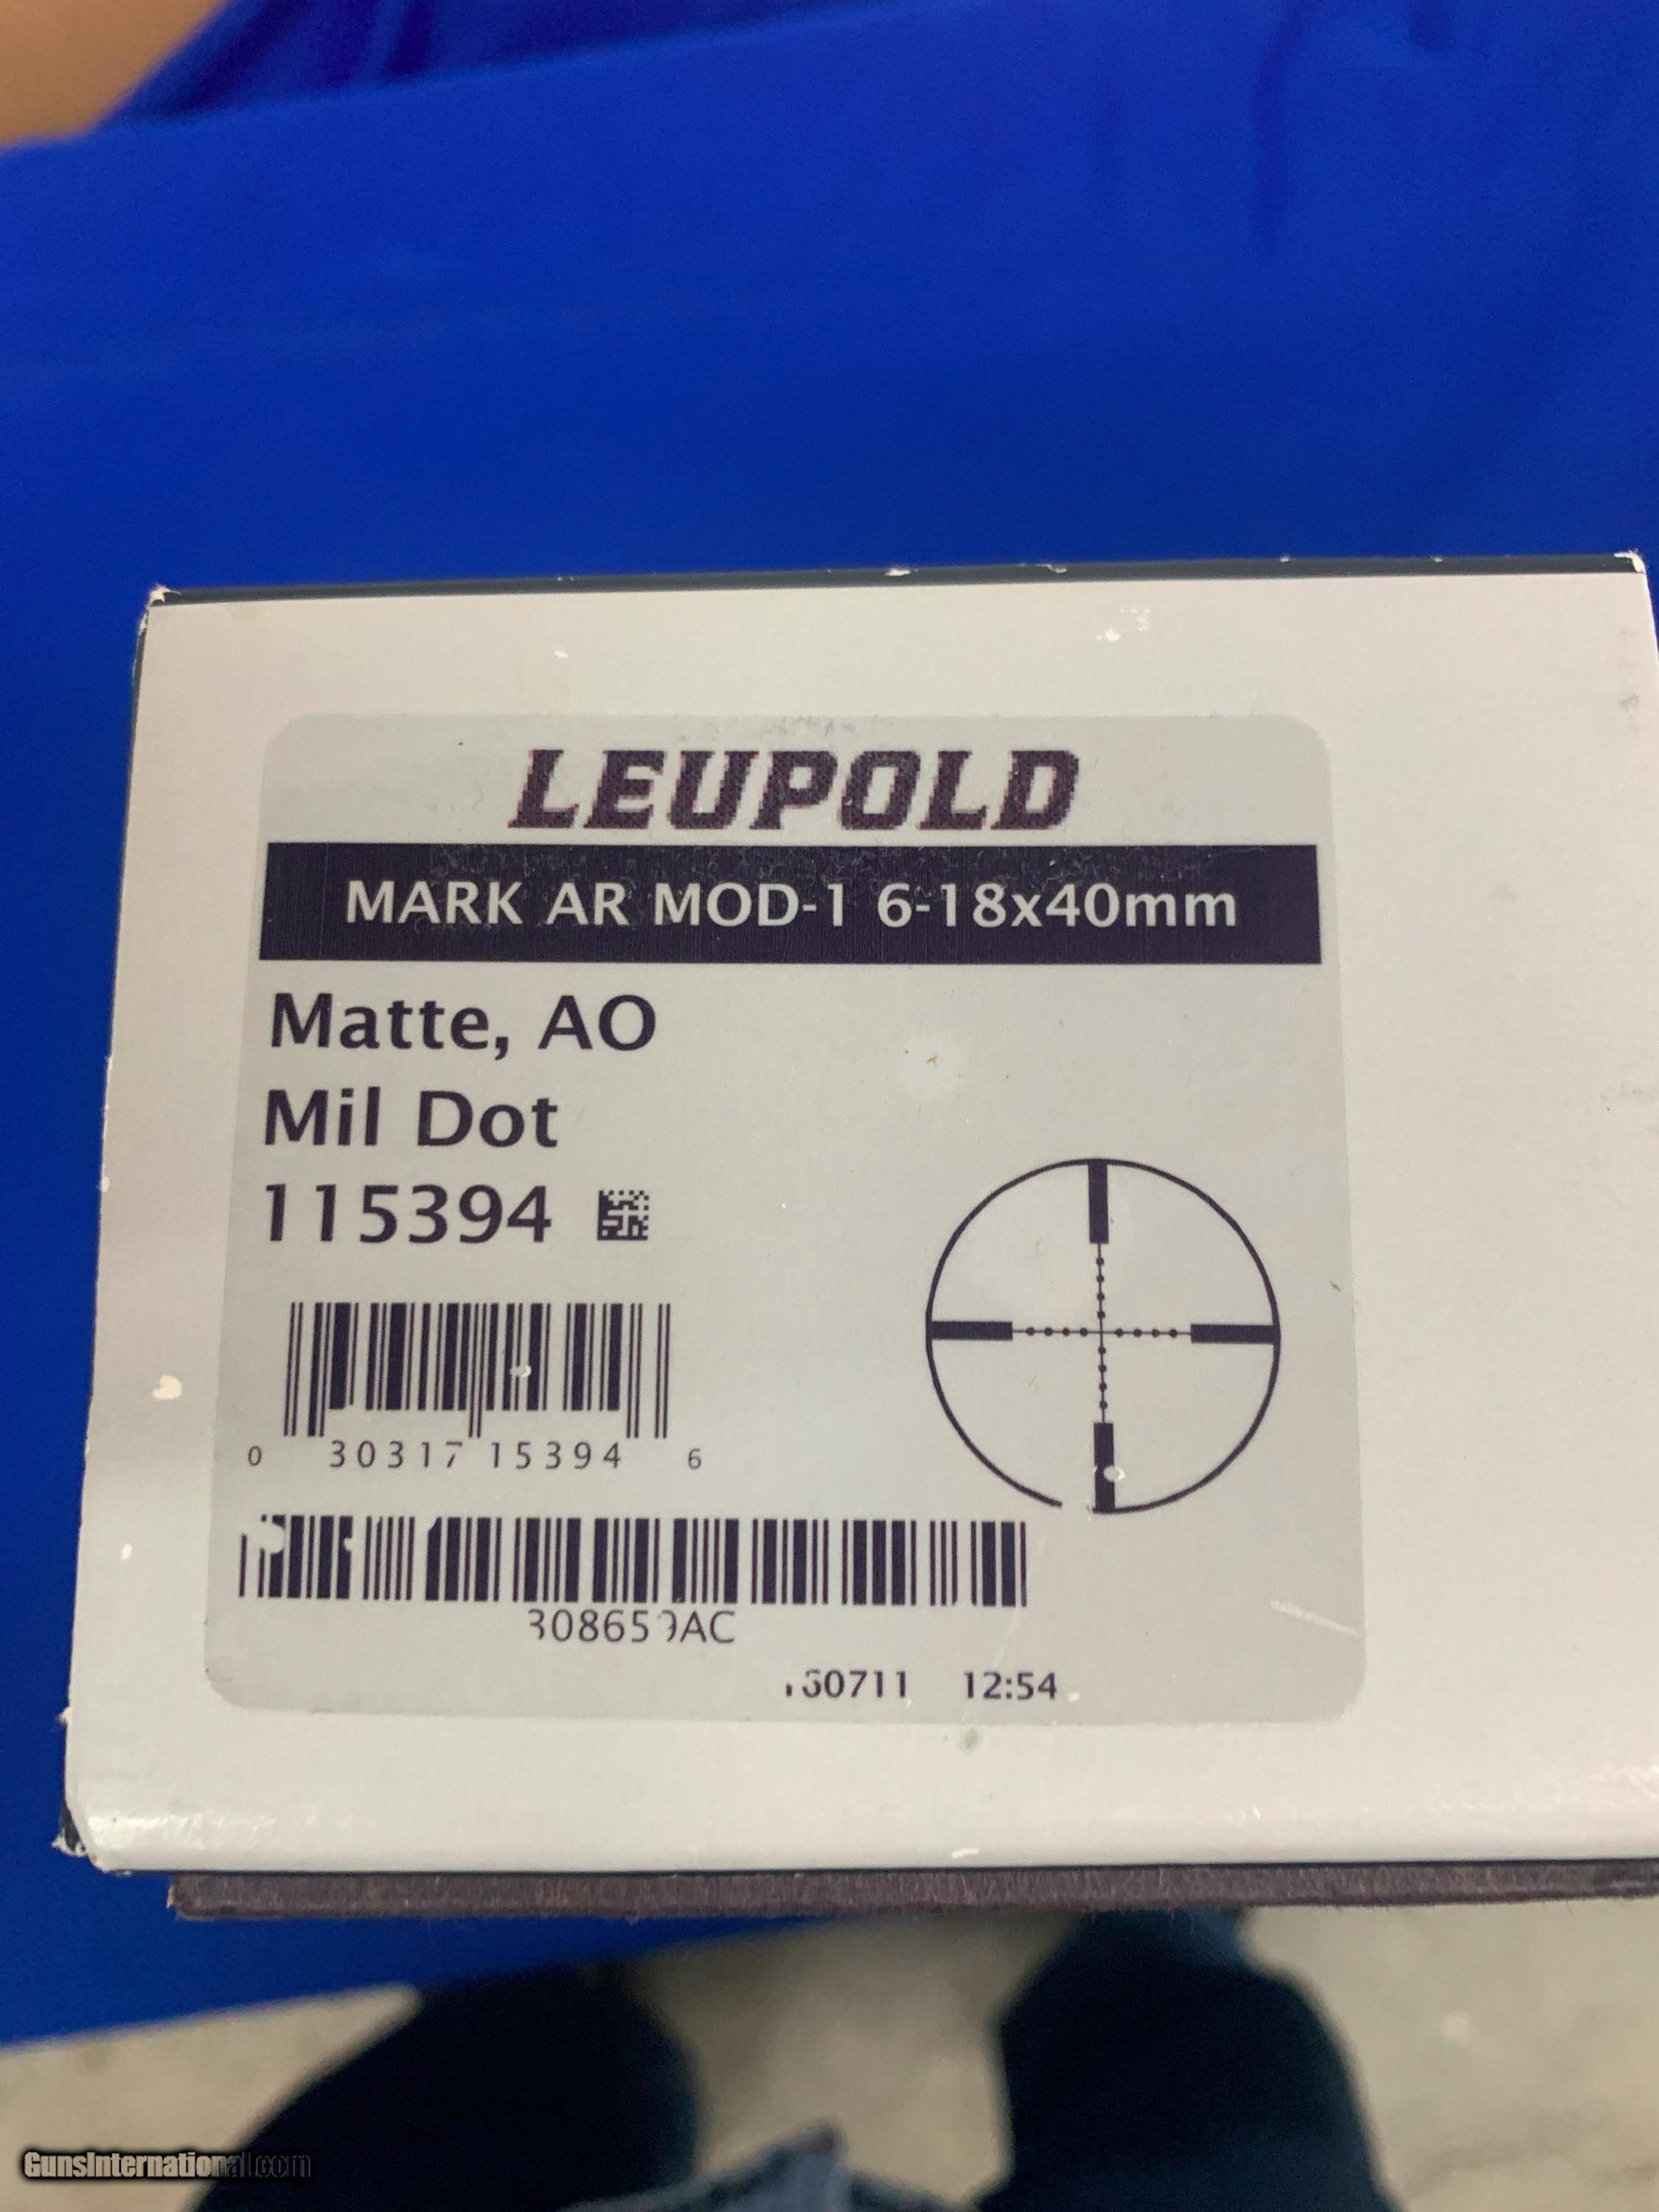 LEUPOLD
MARK AR MOD-1 6-18x40mm
Matte, AO
Mil Dot
115394
0 30317 15394 6
12:54
GunsInternational.com